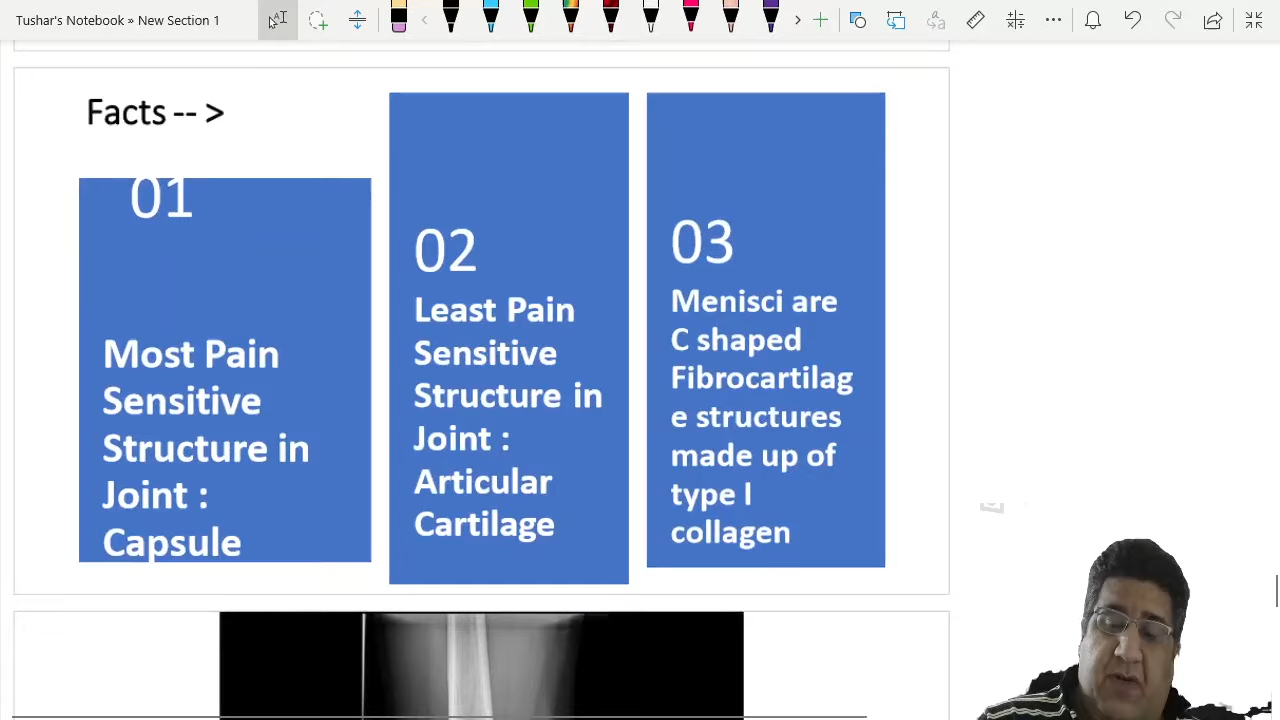 Tushar's Notebook » New Section 1
Facts -- >
01
Most Pain
Sensitive
Structure in
Joint :
Capsule
02
Least Pain
Sensitive
Structure in
Joint :
Articular
Cartilage
03
Menisci are
C shaped
Fibrocartilag
e structures
made up of
type I
collagen